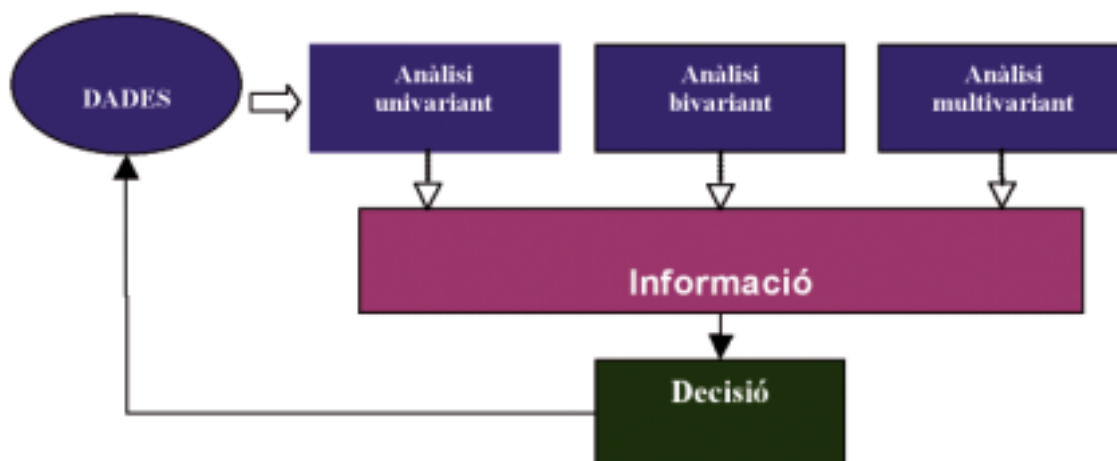 DADES
Anàlisi
univariant
Anàlisi
bivariant
Anàlisi
multivariant
Informació
Decisió